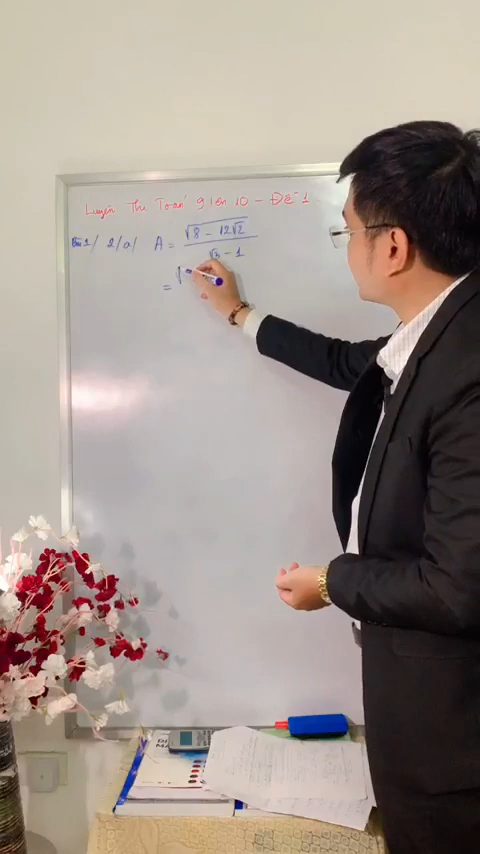 Luyện Thi Toán 9 lên 10 - Đề 1
Bài 1/ 2/a/ A = √8 - 12√2 / √3 - 1
= √